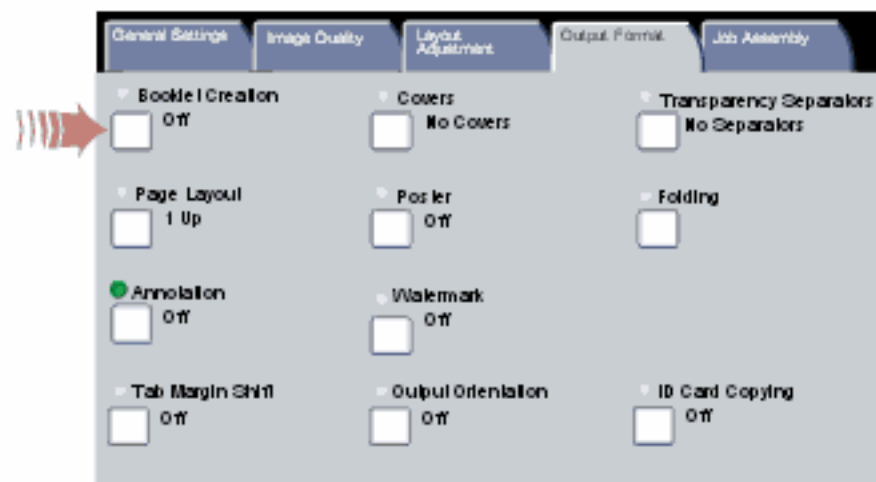 General Settings
Image Quality
Layout
Adjustment
Output Format
Job Assembly
Booklet Creation
Off
Covers
No Covers
Transparency Separators
No Separators
Page Layout
1 Up
Poster
Off
Folding
Annotation
Off
Watermark
Off
Tab Margin Shift
Off
Output Orientation
Off
ID Card Copying
Off